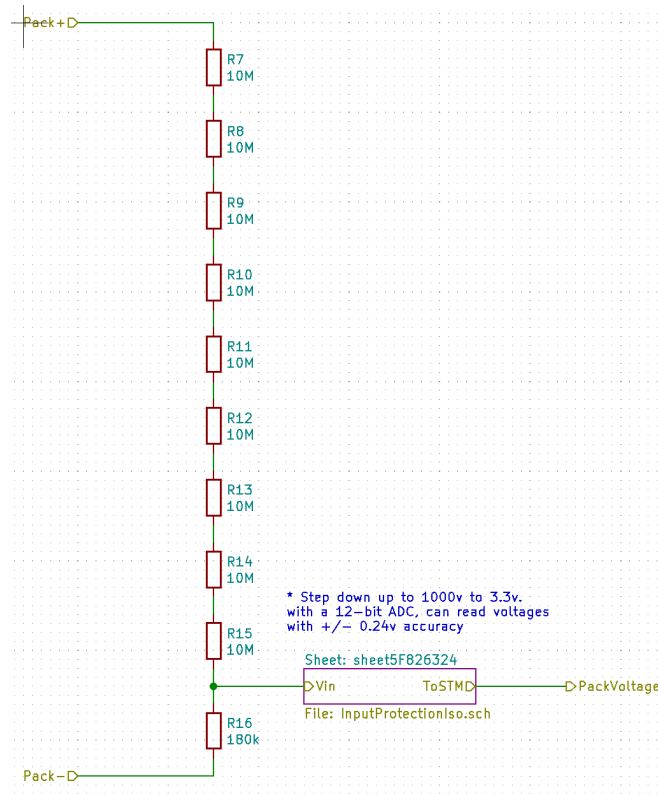 Pack+
R7
10M
R8
10M
R9
10M
R10
10M
R11
10M
R12
10M
R13
10M
R14
10M
* Step down up to 1000v to 3.3v.
with a 12-bit ADC, can read voltages
with +/- 0.24v accuracy
R15
10M
Sheet: sheet5FB26324
Vin
ToSTM
PackVoltage
File: InputProtectionIso.sch
R16
180k
Pack-